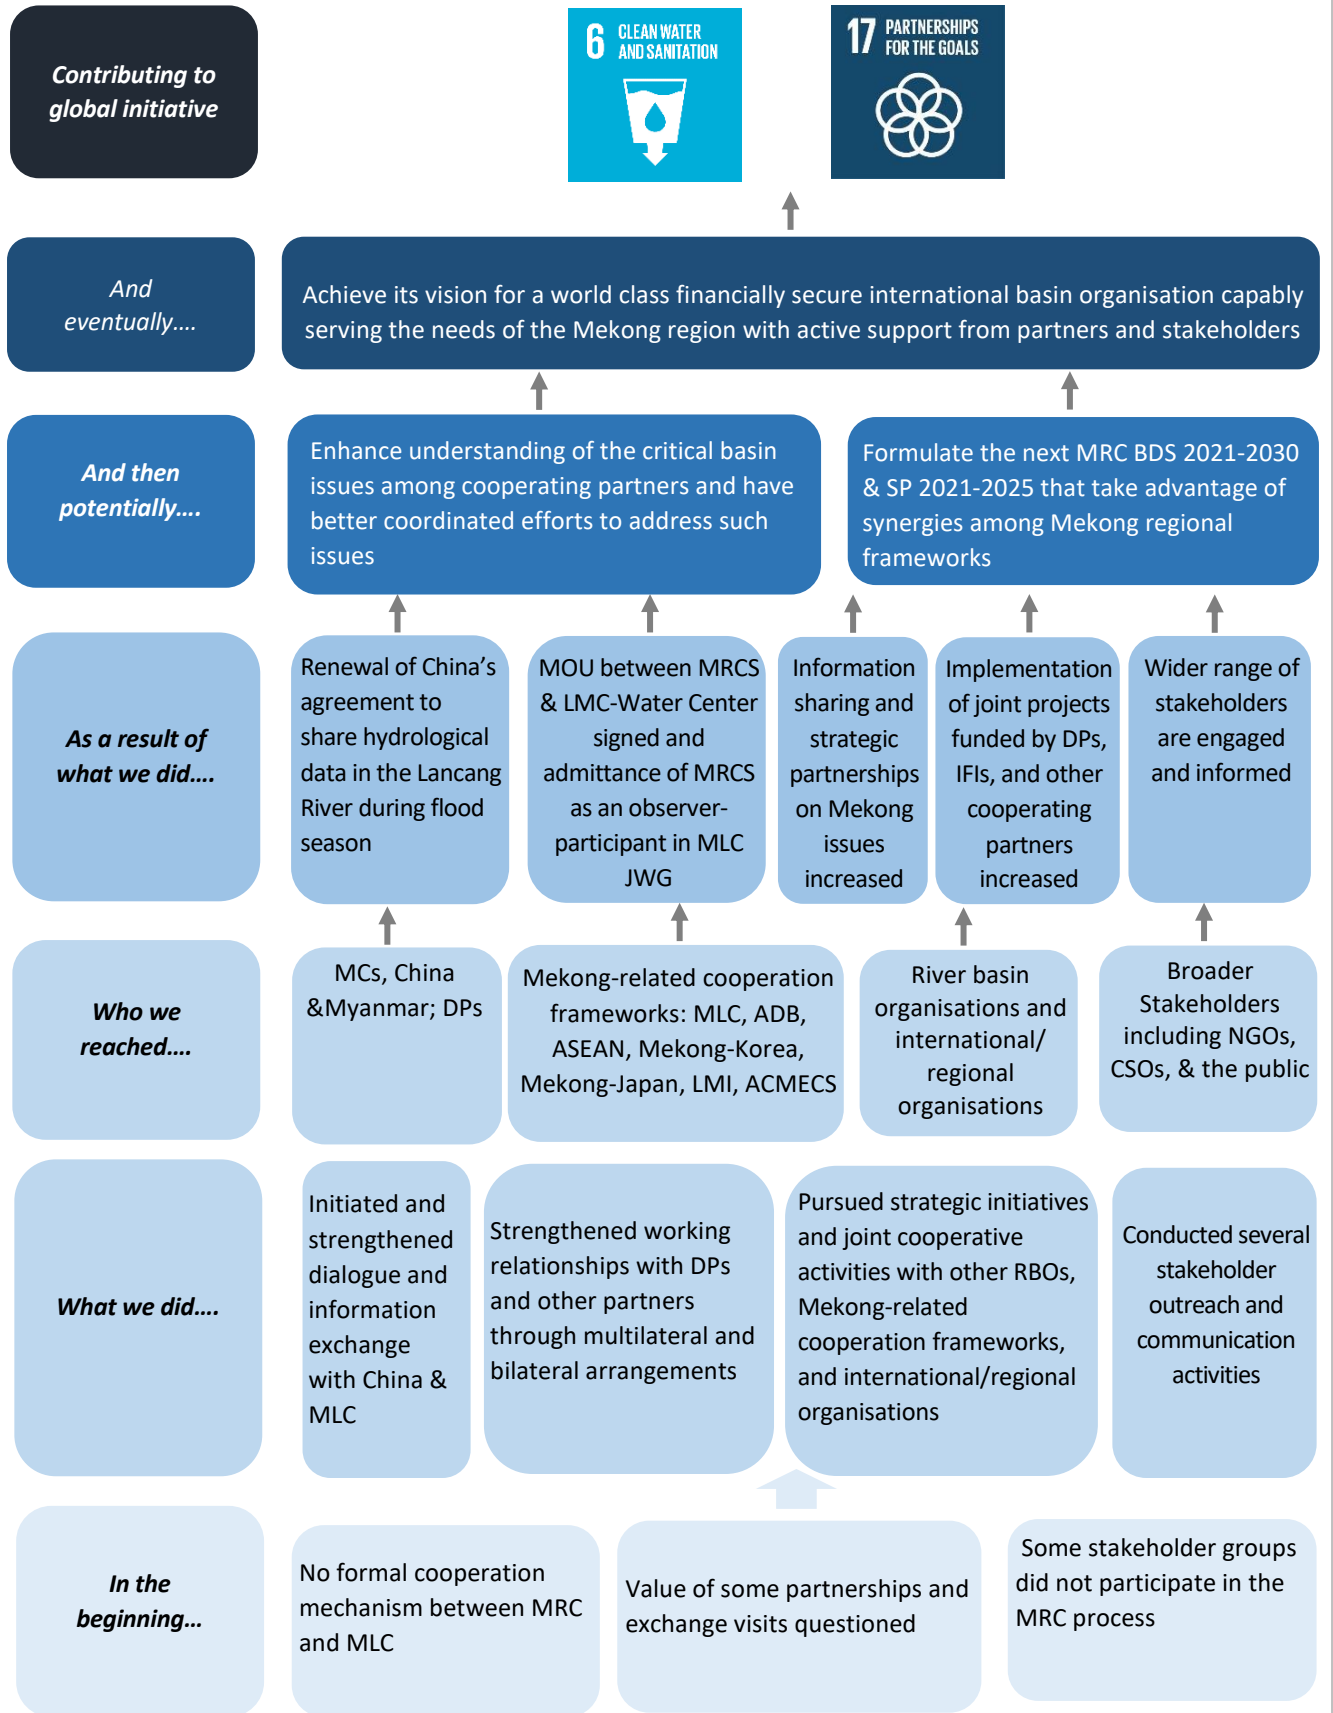 Contributing to
global initiative
6 CLEAN WATER
AND SANITATION
17 PARTNERSHIPS
FOR THE GOALS
And
eventually....
Achieve its vision for a world class financially secure international basin organisation capably
serving the needs of the Mekong region with active support from partners and stakeholders
And then
potentially....
Enhance understanding of the critical basin
issues among cooperating partners and have
better coordinated efforts to address such
issues
Formulate the next MRC BDS 2021-2030
& SP 2021-2025 that take advantage of
synergies among Mekong regional
frameworks
As a result of
what we did....
Renewal of China's
agreement to
share hydrological
data in the Lancang
River during flood
season
MOU between MRCS
& LMC-Water Center
signed and
admittance of MRCS
as an observer-
participant in MLC
JWG
Information
sharing and
strategic
partnerships
on Mekong
issues
increased
Implementation
of joint projects
funded by DPs,
IFIs, and other
cooperating
partners
increased
Wider range of
stakeholders
are engaged
and informed
Who we
reached....
MCs, China
&Myanmar; DPs
Mekong-related cooperation
frameworks: MLC, ADB,
ASEAN, Mekong-Korea,
Mekong-Japan, LMI, ACMECS
River basin
organisations and
international/
regional
organisations
Broader
Stakeholders
including NGOs,
CSOs, & the public
What we did....
Initiated and
strengthened
dialogue and
information
exchange
with China &
MLC
Strengthened working
relationships with DPs
and other partners
through multilateral and
bilateral arrangements
Pursued strategic initiatives
and joint cooperative
activities with other RBOs,
Mekong-related
cooperation frameworks,
and international/regional
organisations
Conducted several
stakeholder
outreach and
communication
activities
In the
beginning...
No formal cooperation
mechanism between MRC
and MLC
Value of some partnerships and
exchange visits questioned
Some stakeholder groups
did not participate in the
MRC process